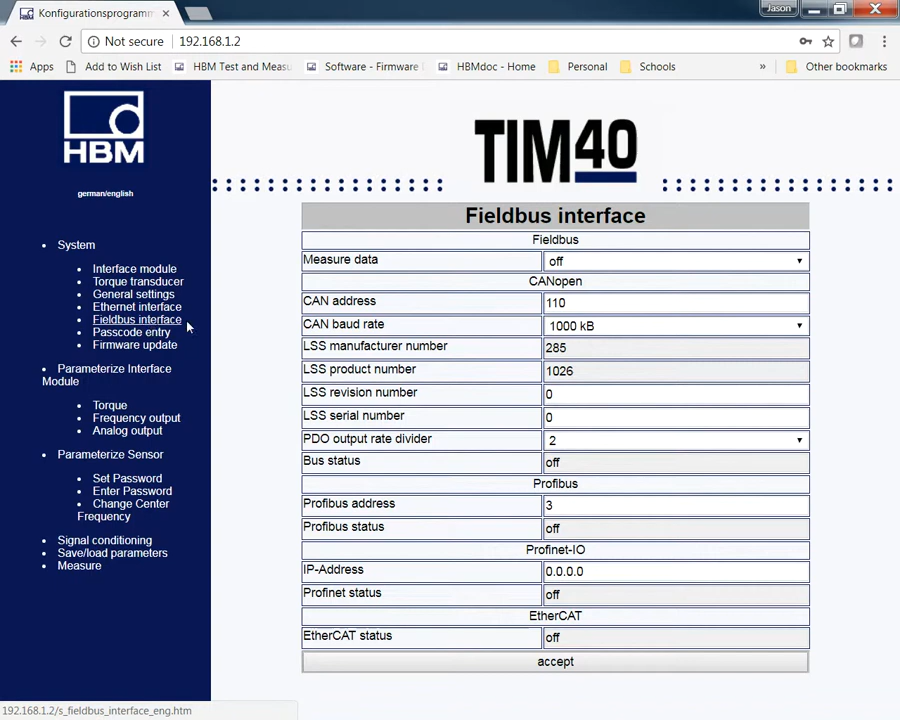 Konfigurationsprogramm
Jason
Not secure
192.168.1.2
Apps
Add to Wish List
HBM Test and Measu
Software - Firmware
HBMdoc - Home
Personal
Schools
»
Other bookmarks
HBM
german/english
TIM40
System
Interface module
Torque transducer
General settings
Ethernet interface
Fieldbus interface
Passcode entry
Firmware update
Parameterize Interface
Module
Torque
Frequency output
Analog output
Parameterize Sensor
Set Password
Enter Password
Change Center
Frequency
Signal conditioning
Save/load parameters
Measure
Fieldbus interface
Fieldbus
Measure data off
CANopen
CAN address 110
CAN baud rate 1000 kB
LSS manufacturer number 285
LSS product number 1026
LSS revision number 0
LSS serial number 0
PDO output rate divider 2
Bus status off
Profibus
Profibus address 3
Profibus status off
Profinet-IO
IP-Address 0.0.0.0
Profinet status off
EtherCAT
EtherCAT status off
accept
192.168.1.2/s_fieldbus_interface_eng.htm